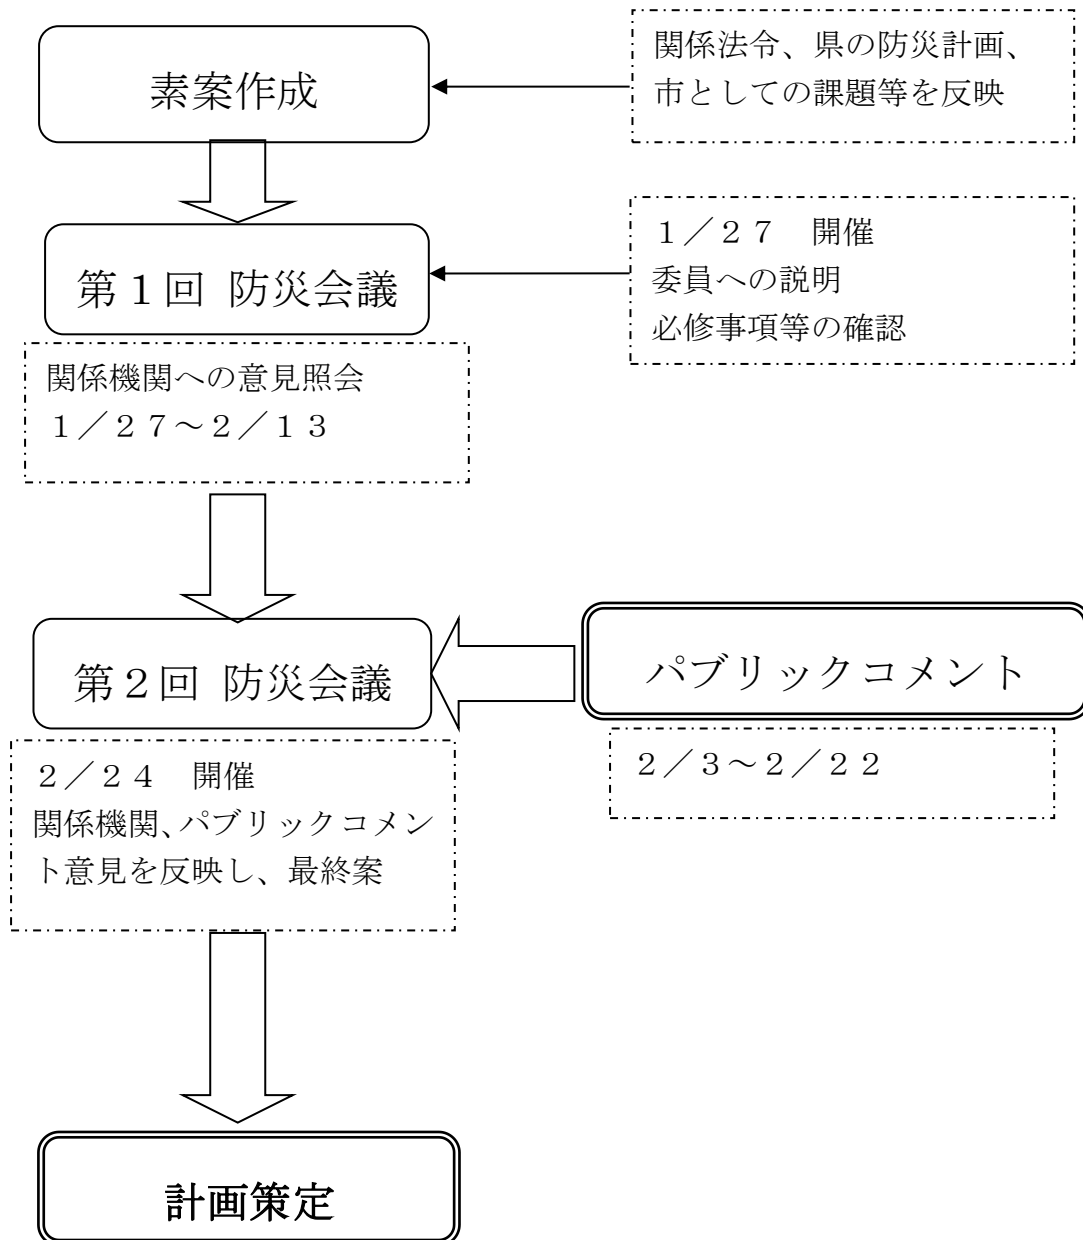 素案作成
関係法令、県の防災計画、
市としての課題等を反映
第１回 防災会議
１／２７　開催
委員への説明
必修事項等の確認
関係機関への意見照会
１／２７～２／１３
第２回 防災会議
パブリックコメント
２／３～２／２２
２／２４　開催
関係機関、パブリックコメン
ト意見を反映し、最終案
計画策定